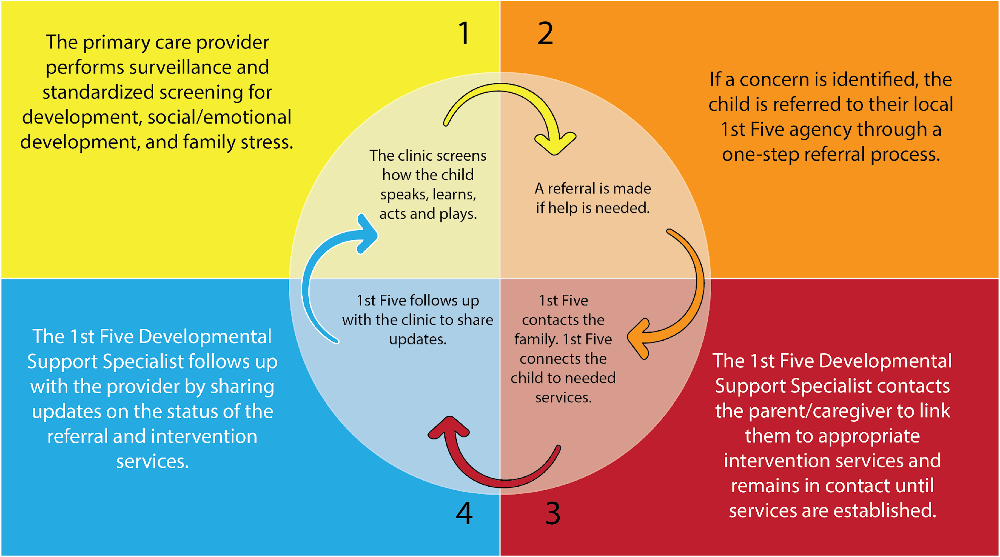 1
The primary care provider
performs surveillance and
standardized screening for
development, social/emotional
development, and family stress.
The clinic screens
how the child
speaks, learns,
acts and plays.
2
If a concern is identified, the
child is referred to their local
1st Five agency through a
one-step referral process.
A referral is made
if help is needed.
1st Five
contacts the
family. 1st Five
connects the
child to needed
services.
The 1st Five Developmental
Support Specialist contacts
the parent/caregiver to link
them to appropriate
intervention services and
remains in contact until
services are established.
3
1st Five follows up
with the clinic to share
updates.
The 1st Five Developmental
Support Specialist follows up
with the provider by sharing
updates on the status of the
referral and intervention
services.
4